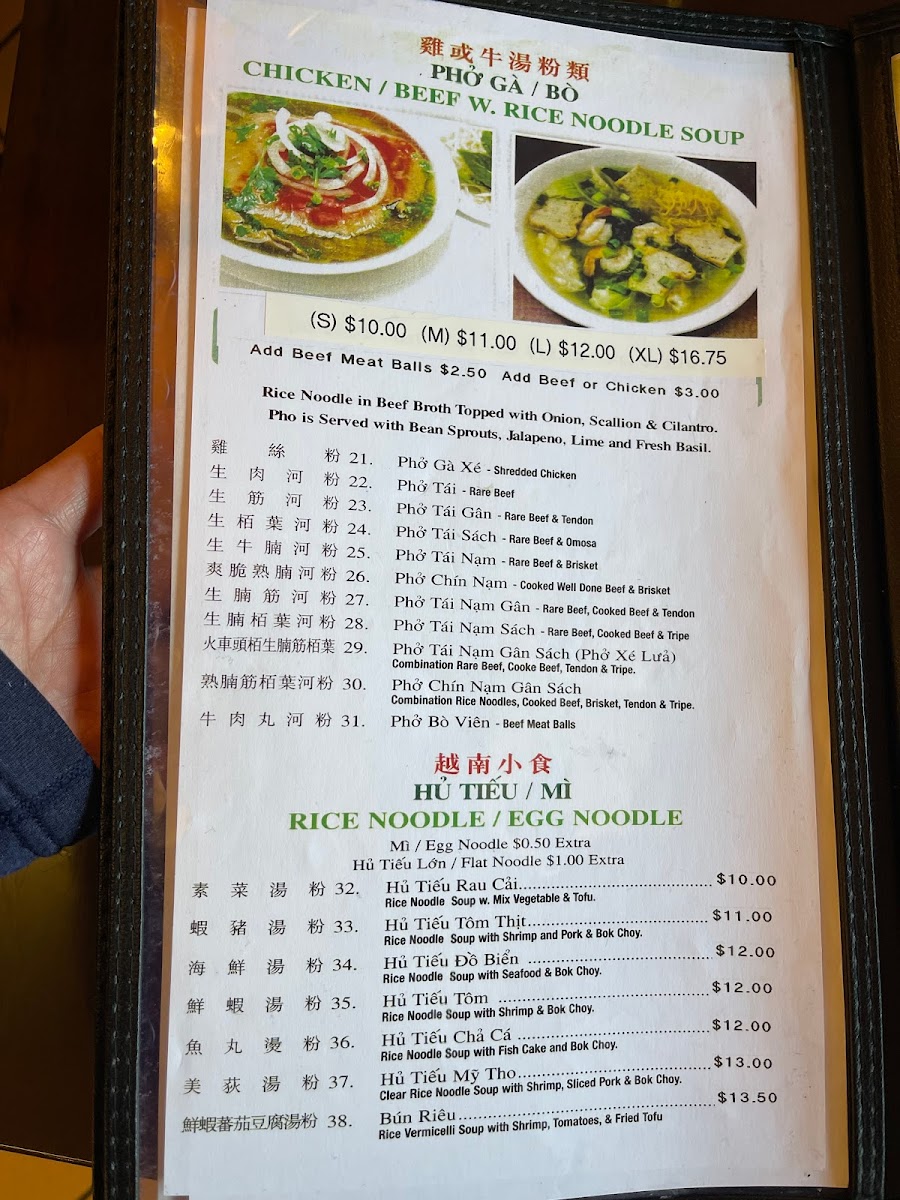 雞或牛湯粉類
PHỞ GÀ / BÒ
CHICKEN / BEEF W. RICE NOODLE SOUP
(S) $10.00 (M) $11.00 (L) $12.00 (XL) $16.75
Add Beef Meat Balls $2.50 Add Beef or Chicken $3.00
Rice Noodle in Beef Broth Topped with Onion, Scallion & Cilantro.
Pho is Served with Bean Sprouts, Jalapeno, Lime and Fresh Basil.
雞絲粉 21. Phở Gà Xé - Shredded Chicken
生肉河粉 22. Phở Tái - Rare Beef
生筋河粉 23. Phở Tái Gân - Rare Beef & Tendon
生栢葉河粉 24. Phở Tái Sách - Rare Beef & Omosa
生牛腩河粉 25. Phở Tái Nạm - Rare Beef & Brisket
爽脆熟腩河粉 26. Phở Chín Nạm - Cooked Well Done Beef & Brisket
生腩筋河粉 27. Phở Tái Nạm Gân - Rare Beef, Cooked Beef & Tendon
生腩栢葉河粉 28. Phở Tái Nạm Sách - Rare Beef, Cooked Beef & Tripe
火車頭栢生腩筋栢葉 29. Phở Tái Nạm Gân Sách (Phở Xé Lưả)
Combination Rare Beef, Cooke Beef, Tendon & Tripe.
熟腩筋栢葉河粉 30. Phở Chín Nạm Gân Sách
Combination Rice Noodles, Cooked Beef, Brisket, Tendon & Tripe.
牛肉丸河粉 31. Phở Bò Viên - Beef Meat Balls
越南小食
HỦ TIẾU / MÌ
RICE NOODLE / EGG NOODLE
Mì / Egg Noodle $0.50 Extra
Hủ Tiếu Lớn / Flat Noodle $1.00 Extra
素菜湯粉 32. Hủ Tiếu Rau Cải $10.00
Rice Noodle Soup w. Mix Vegetable & Tofu.
蝦豬湯粉 33. Hủ Tiếu Tôm Thịt $11.00
Rice Noodle Soup with Shrimp and Pork & Bok Choy.
海鮮湯粉 34. Hủ Tiếu Đồ Biển $12.00
Rice Noodle Soup with Seafood & Bok Choy.
鮮蝦湯粉 35. Hủ Tiếu Tôm $12.00
Rice Noodle Soup with Shrimp & Bok Choy.
魚丸燙粉 36. Hủ Tiếu Chả Cá $12.00
Rice Noodle Soup with Fish Cake and Bok Choy.
美荻湯粉 37. Hủ Tiếu Mỹ Tho $13.00
Clear Rice Noodle Soup with Shrimp, Sliced Pork & Bok Choy.
鮮蝦蕃茄豆腐湯粉 38. Bún Riêu $13.50
Rice Vermicelli Soup with Shrimp, Tomatoes, & Fried Tofu